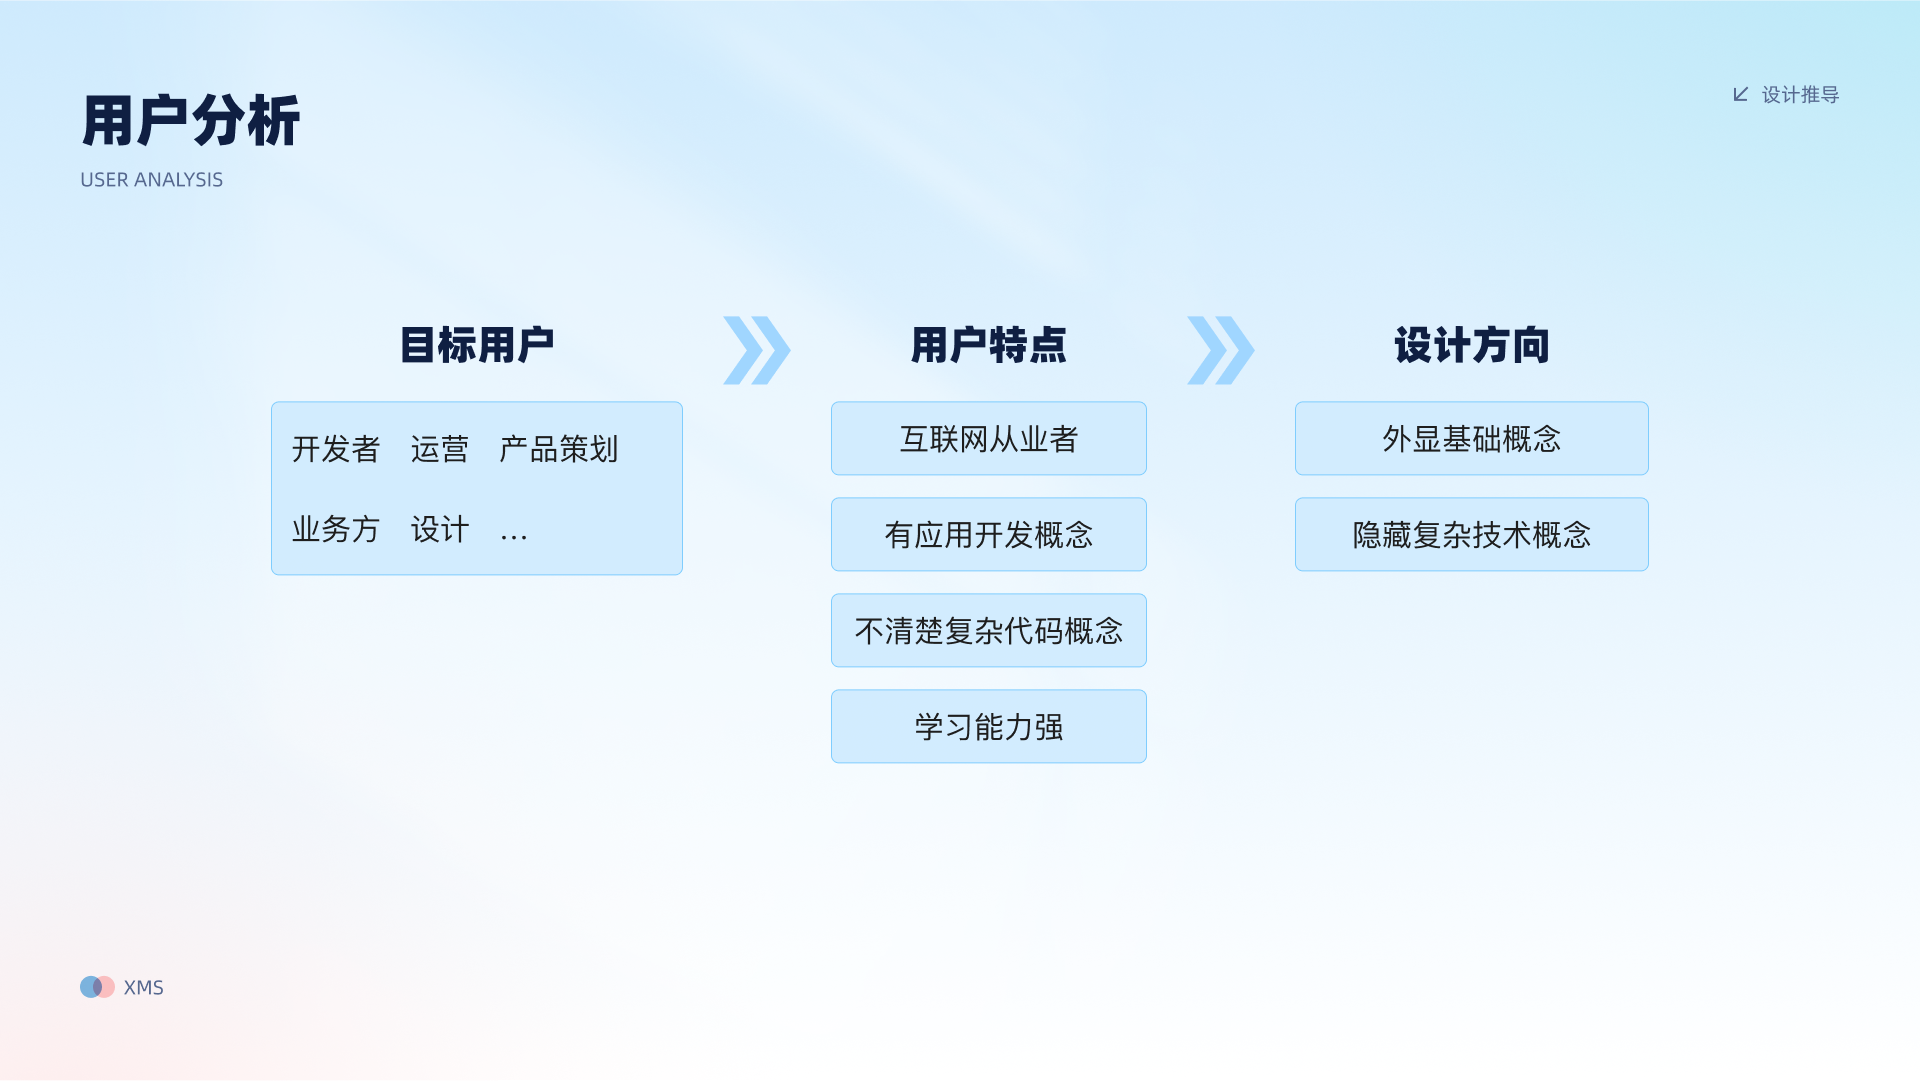 用户分析
USER ANALYSIS
设计推导
目标用户
开发者 运营 产品策划
业务方 设计 ...
用户特点
互联网从业者
有应用开发概念
不清楚复杂代码概念
学习能力强
设计方向
外显基础概念
隐藏复杂技术概念
XMS